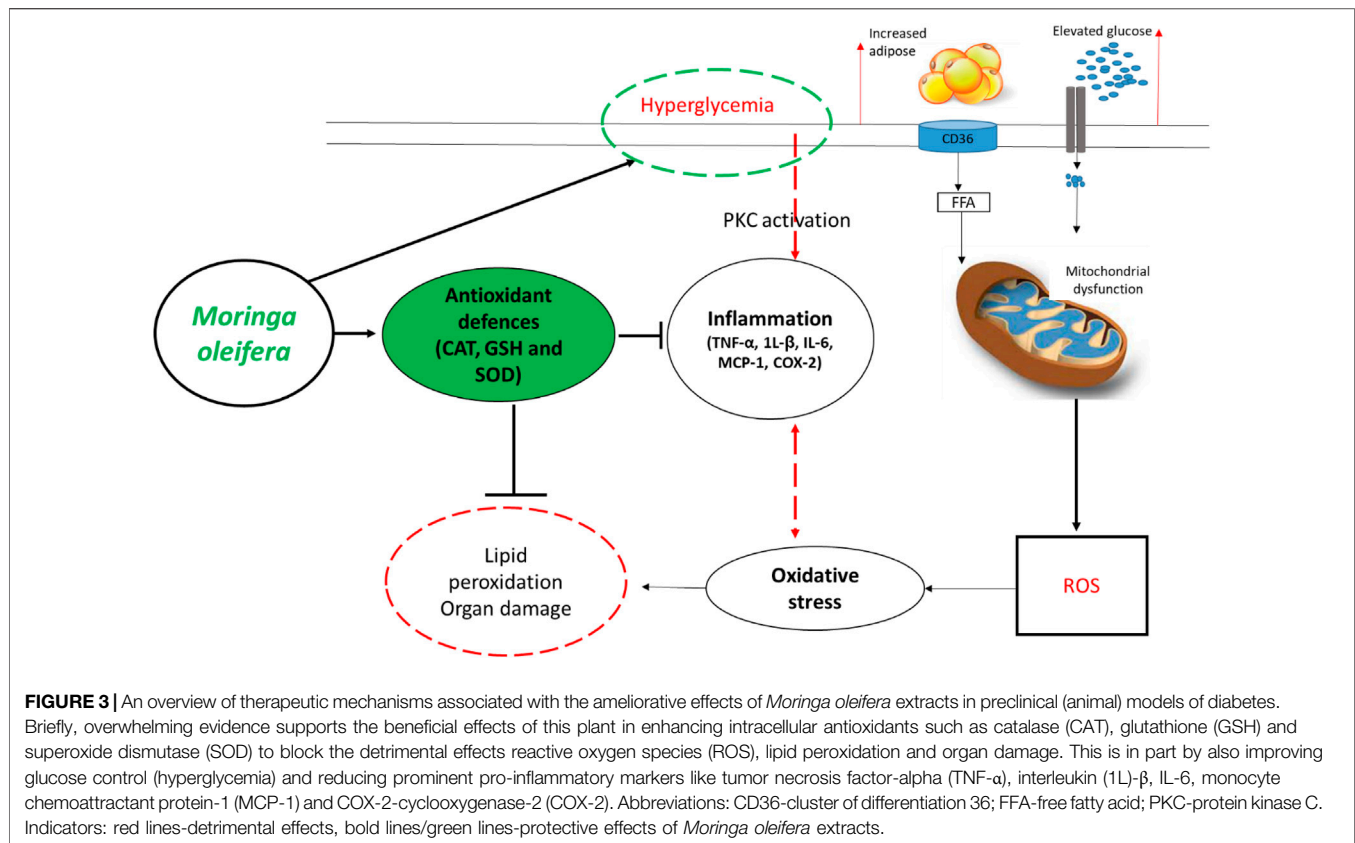 Increased
adipose
Elevated glucose
Hyperglycemia
CD36
FFA
PKC activation
Mitochondrial
dysfunction
Moringa
oleifera
Antioxidant
defences
(CAT, GSH and
SOD)
Inflammation
(TNF-α, 1L-β, IL-6,
MCP-1, COX-2)
Lipid
peroxidation
Organ damage
Oxidative
stress
ROS
FIGURE 3 | An overview of therapeutic mechanisms associated with the ameliorative effects of Moringa oleifera extracts in preclinical (animal) models of diabetes.
Briefly, overwhelming evidence supports the beneficial effects of this plant in enhancing intracellular antioxidants such as catalase (CAT), glutathione (GSH) and
superoxide dismutase (SOD) to block the detrimental effects reactive oxygen species (ROS), lipid peroxidation and organ damage. This is in part by also improving
glucose control (hyperglycemia) and reducing prominent pro-inflammatory markers like tumor necrosis factor-alpha (TNF-α), interleukin (1L)-β, IL-6, monocyte
chemoattractant protein-1 (MCP-1) and COX-2-cyclooxygenase-2 (COX-2). Abbreviations: CD36-cluster of differentiation 36; FFA-free fatty acid; PKC-protein kinase C.
Indicators: red lines-detrimental effects, bold lines/green lines-protective effects of Moringa oleifera extracts.